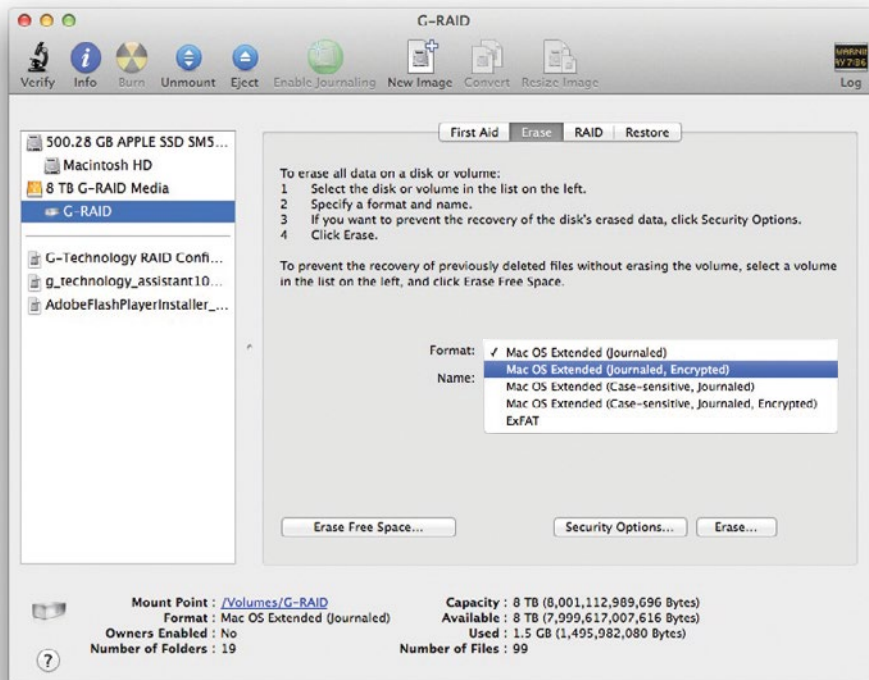 G-RAID
Verify Info Burn Unmount Eject Enable Journaling New Image Convert Resize Image Log
500.28 GB APPLE SSD SM5...
Macintosh HD
8 TB G-RAID Media
G-RAID
G-Technology RAID Confi...
g_technology_assistant10...
AdobeFlashPlayerInstaller_...
First Aid Erase RAID Restore
To erase all data on a disk or volume:
1 Select the disk or volume in the list on the left.
2 Specify a format and name.
3 If you want to prevent the recovery of the disk's erased data, click Security Options.
4 Click Erase.
To prevent the recovery of previously deleted files without erasing the volume, select a volume
in the list on the left, and click Erase Free Space.
Format: ✓ Mac OS Extended (Journaled)
Mac OS Extended (Journaled, Encrypted)
Name:
Mac OS Extended (Case-sensitive, Journaled)
Mac OS Extended (Case-sensitive, Journaled, Encrypted)
ExFAT
Erase Free Space... Security Options... Erase...
Mount Point : /Volumes/G-RAID Capacity : 8 TB (8,001,112,989,696 Bytes)
Format : Mac OS Extended (Journaled) Available : 8 TB (7,999,617,007,616 Bytes)
Owners Enabled : No Used : 1.5 GB (1,495,982,080 Bytes)
Number of Folders : 19 Number of Files : 99
?